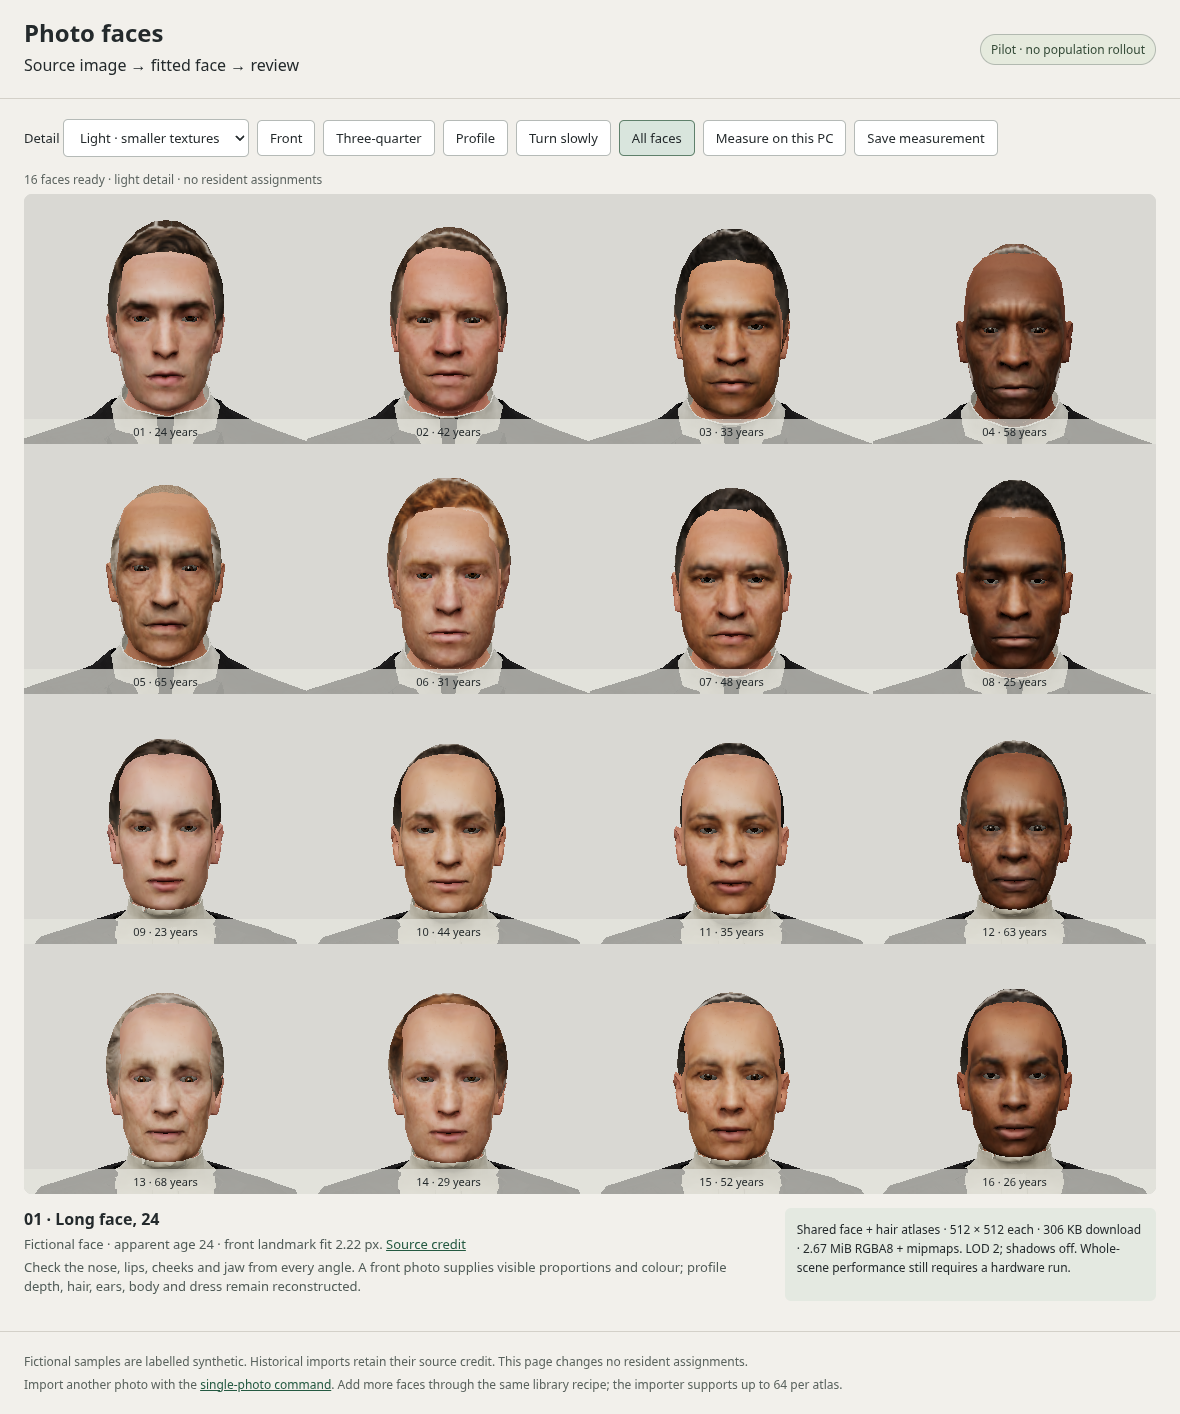 Photo faces
Source image → fitted face → review
Pilot · no population rollout
Detail Light · smaller textures Front Three-quarter Profile Turn slowly All faces Measure on this PC Save measurement
16 faces ready · light detail · no resident assignments
01 · 24 years 02 · 42 years 03 · 33 years 04 · 58 years
05 · 65 years 06 · 31 years 07 · 48 years 08 · 25 years
09 · 23 years 10 · 44 years 11 · 35 years 12 · 63 years
13 · 68 years 14 · 29 years 15 · 52 years 16 · 26 years
01 · Long face, 24
Fictional face · apparent age 24 · front landmark fit 2.22 px. Source credit
Check the nose, lips, cheeks and jaw from every angle. A front photo supplies visible proportions and colour; profile
depth, hair, ears, body and dress remain reconstructed.
Shared face + hair atlases · 512 × 512 each · 306 KB download
· 2.67 MiB RGBA8 + mipmaps. LOD 2; shadows off. Whole-
scene performance still requires a hardware run.
Fictional samples are labelled synthetic. Historical imports retain their source credit. This page changes no resident assignments.
Import another photo with the single-photo command. Add more faces through the same library recipe; the importer supports up to 64 per atlas.